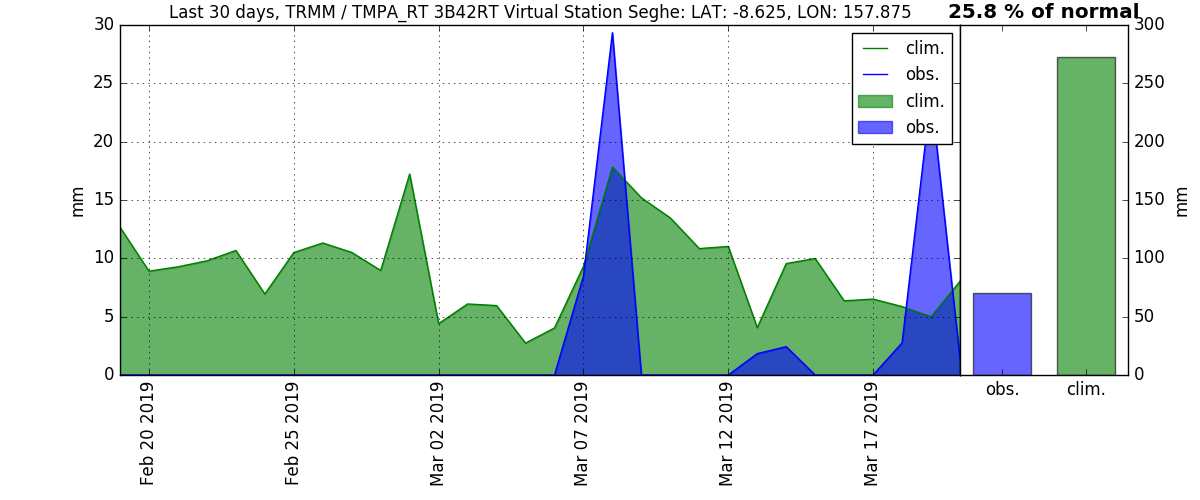 Last 30 days, TRMM / TMPA_RT 3B42RT Virtual Station Seghe: LAT: -8.625, LON: 157.875
25.8 % of normal
30
25
20
15
10
5
0
mm
clim.
obs.
clim.
obs.
Feb 20 2019
Feb 25 2019
Mar 02 2019
Mar 07 2019
Mar 12 2019
Mar 17 2019
300
250
200
150
100
50
0
mm
obs.
clim.